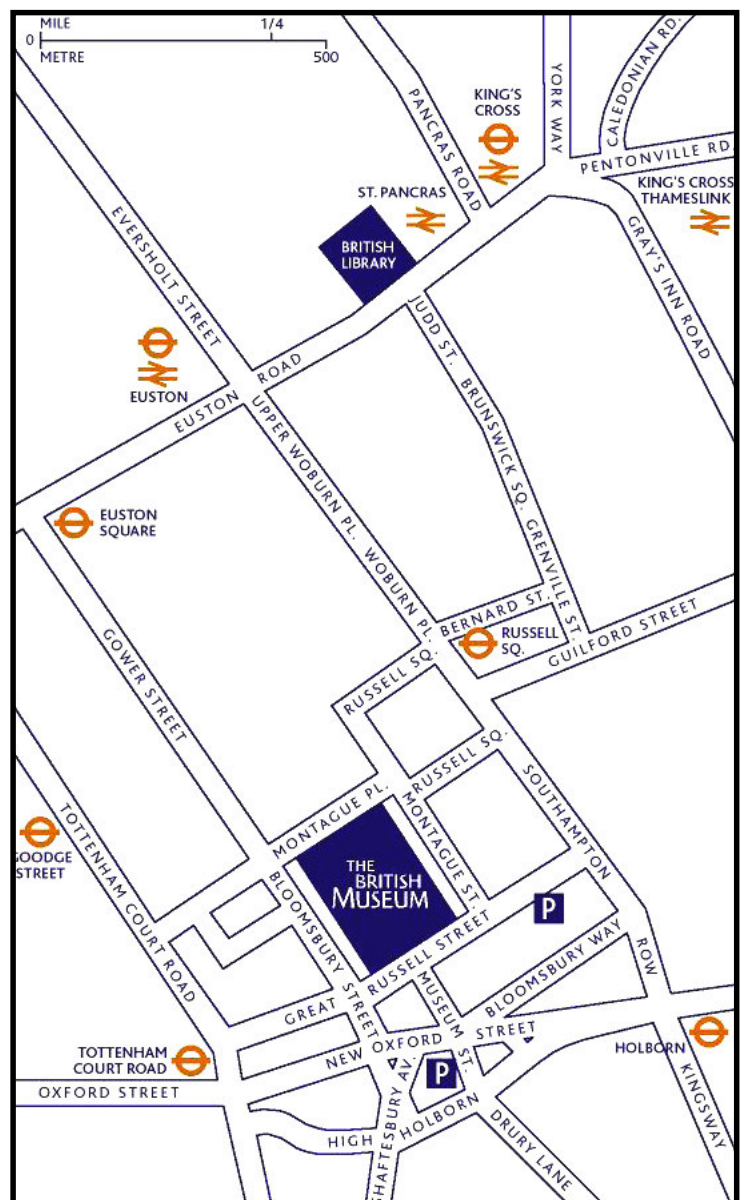 MILE 1/4
0
METRE 500
PANCRAS ROAD
KING'S
CROSS
YORK WAY
CALEDONIAN RD.
PENTONVILLE RD.
KING'S CROSS
THAMESLINK
ST. PANCRAS
BRITISH
LIBRARY
GRAY'S INN ROAD
EVERSHOLT STREET
JUDD ST.
EUSTON
EUSTON ROAD
UPPER WOBURN PL.
BRUNSWICK SQ.
EUSTON
SQUARE
WOBURN PL.
GRENVILLE ST.
BERNARD ST.
RUSSELL
SQ.
GUILFORD STREET
GOWER STREET
RUSSELL SQ.
RUSSELL SQ.
SOUTHAMPTON ROW
MONTAGUE PL.
MONTAGUE ST.
GOODGE
STREET
TOTTENHAM COURT ROAD
THE
BRITISH
MUSEUM
BLOOMSBURY STREET
P
GREAT RUSSELL STREET
MUSEUM ST.
BLOOMSBURY WAY
NEW OXFORD STREET
TOTTENHAM
COURT ROAD
HOLBORN
P
OXFORD STREET
SHAFTESBURY AV.
KINGSWAY
HIGH HOLBORN
DRURY LANE